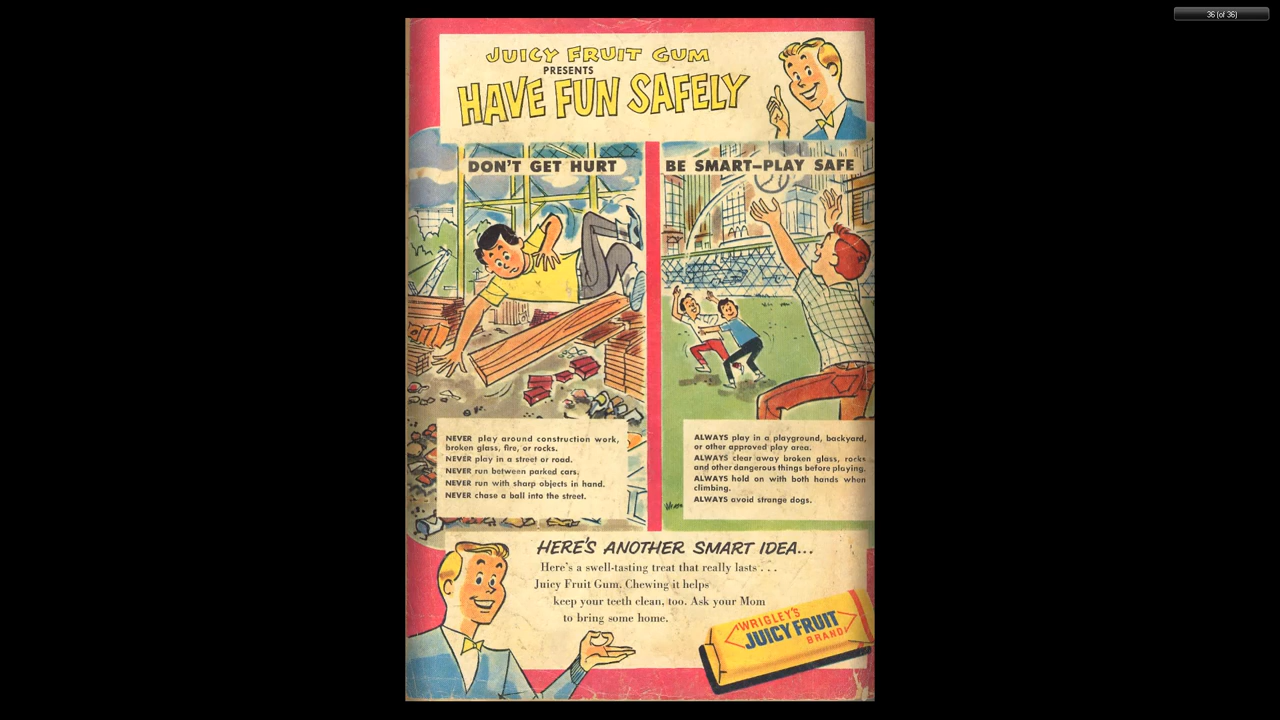 36 (of 36)
JUICY FRUIT GUM
PRESENTS
HAVE FUN SAFELY
DON'T GET HURT
NEVER play around construction work,
broken glass, fire, or rocks.
NEVER play in a street or road.
NEVER run between parked cars.
NEVER run with sharp objects in hand.
NEVER chase a ball into the street.
BE SMART—PLAY SAFE
ALWAYS play in a playground, backyard,
or other approved play area.
ALWAYS clear away broken glass, rocks
and other dangerous things before playing.
ALWAYS hold on with both hands when
climbing.
ALWAYS avoid strange dogs.
HERE'S ANOTHER SMART IDEA...
Here's a swell-tasting treat that really lasts . . .
Juicy Fruit Gum. Chewing it helps
keep your teeth clean, too. Ask your Mom
to bring some home.
WRIGLEY'S
JUICY FRUIT
BRAND